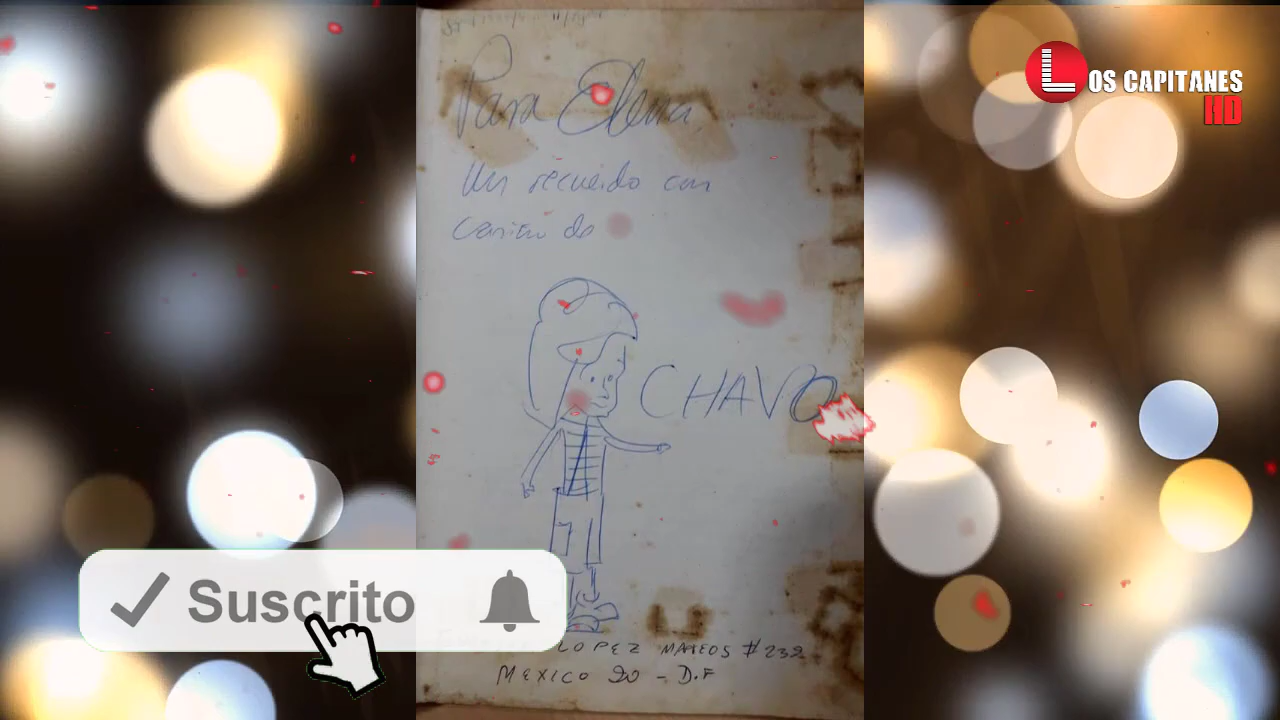 LOS CAPITANES
HD
Para Elena
Un recuerdo con
cariño de
CHAVO
Suscrito
LOPEZ MATEOS #232
MEXICO 20 - D.F